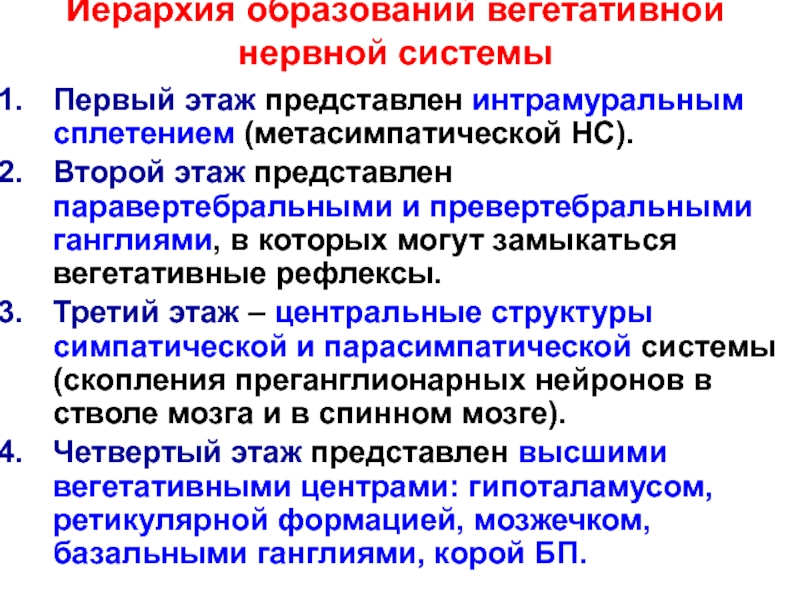 Иерархия образований вегетативной
нервной системы
1. Первый этаж представлен интрамуральным
сплетением (метасимпатической НС).
2. Второй этаж представлен
паравертебральными и превертебральными
ганглиями, в которых могут замыкаться
вегетативные рефлексы.
3. Третий этаж – центральные структуры
симпатической и парасимпатической системы
(скопления преганглионарных нейронов в
стволе мозга и в спинном мозге).
4. Четвертый этаж представлен высшими
вегетативными центрами: гипоталамусом,
ретикулярной формацией, мозжечком,
базальными ганглиями, корой БП.